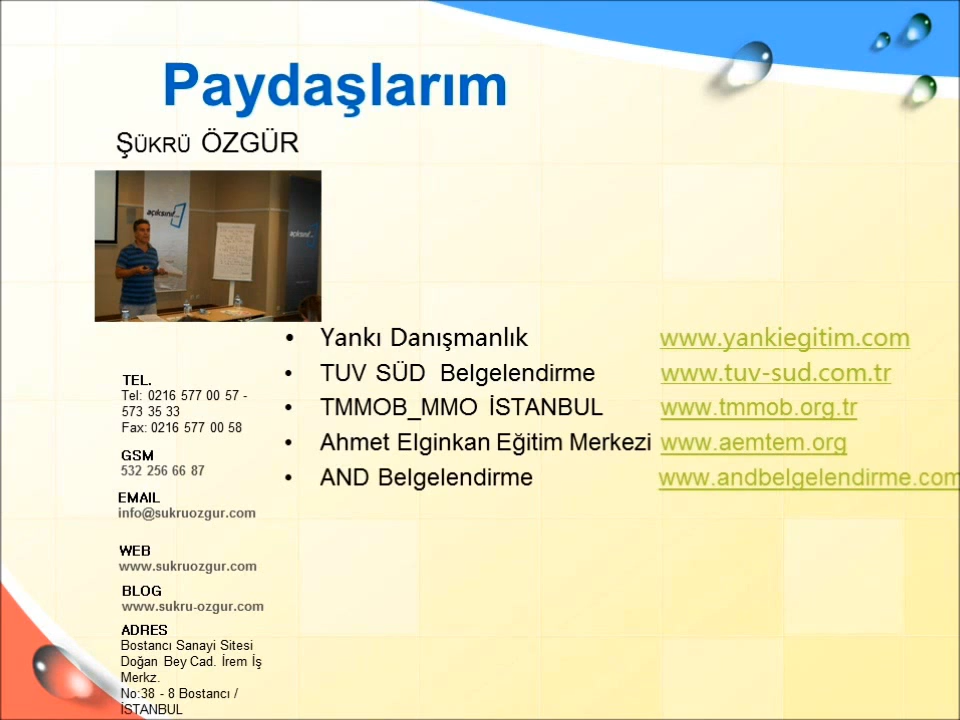 Paydaşlarım
ŞÜKRÜ ÖZGÜR
açıksınıf
açıksınıf
• Yankı Danışmanlık www.yankiegitim.com
• TUV SÜD Belgelendirme www.tuv-sud.com.tr
• TMMOB_MMO İSTANBUL www.tmmob.org.tr
• Ahmet Elginkan Eğitim Merkezi www.aemtem.org
• AND Belgelendirme www.andbelgelendirme.com
TEL.
Tel: 0216 577 00 57 -
573 35 33
Fax: 0216 577 00 58
GSM
532 256 66 87
EMAIL
info@sukruozgur.com
WEB
www.sukruozgur.com
BLOG
www.sukru-ozgur.com
ADRES
Bostancı Sanayi Sitesi
Doğan Bey Cad. İrem İş
Merkz.
No:38 - 8 Bostancı /
İSTANBUL